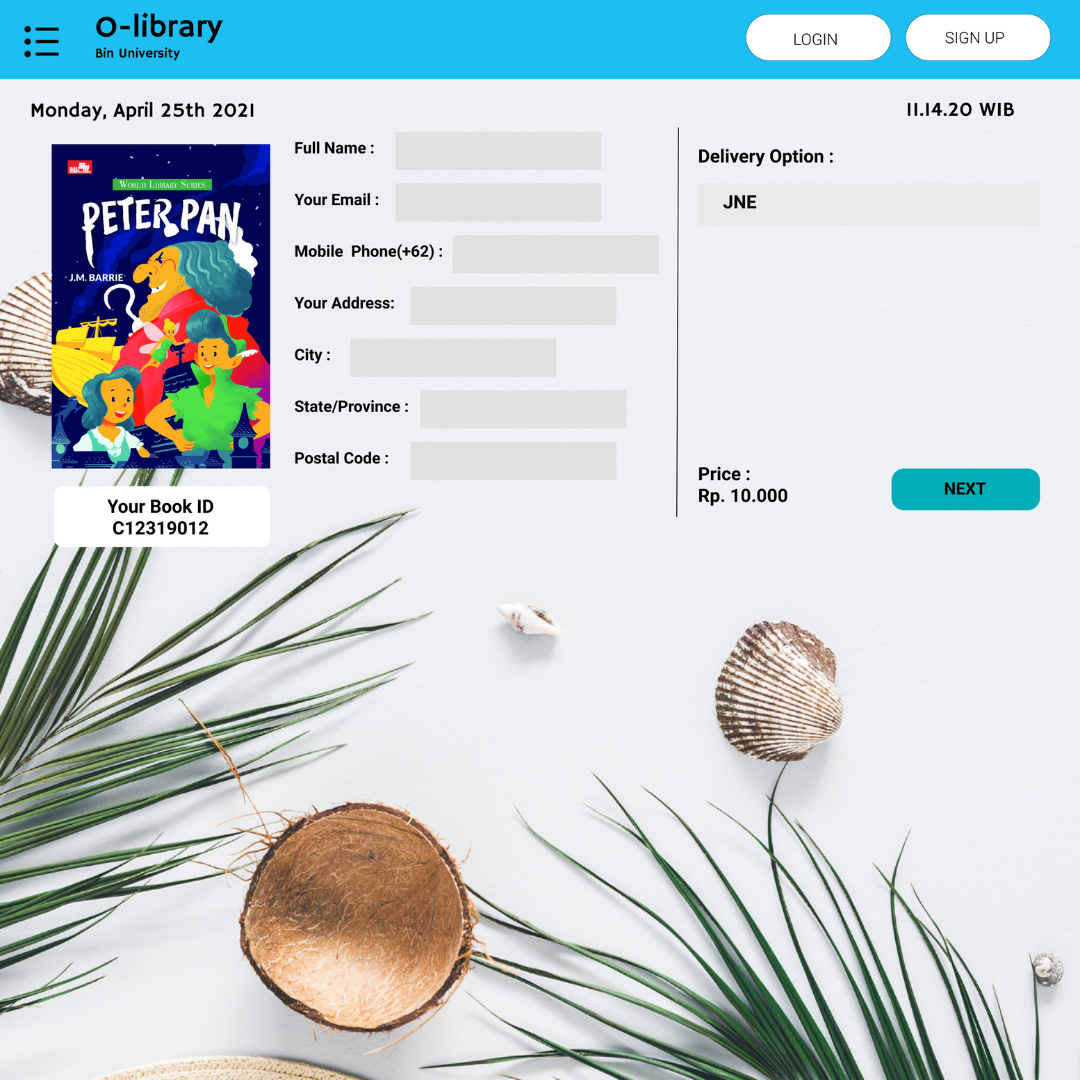 O-library
Bin University
LOGIN
SIGN UP
Monday, April 25th 2021
11.14.20 WIB
WORLD LIBRARY SERIES
PETER PAN
J.M. BARRIE
Your Book ID
C12319012
Full Name :
Your Email :
Mobile Phone(+62) :
Your Address:
City :
State/Province :
Postal Code :
Delivery Option :
JNE
Price :
Rp. 10.000
NEXT